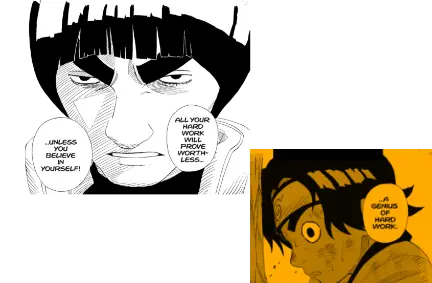 ALL YOUR
HARD
WORK
WILL
PROVE
WORTH-
LESS...
...UNLESS
YOU
BELIEVE
IN
YOURSELF!
...A
GENIUS
OF
HARD
WORK.